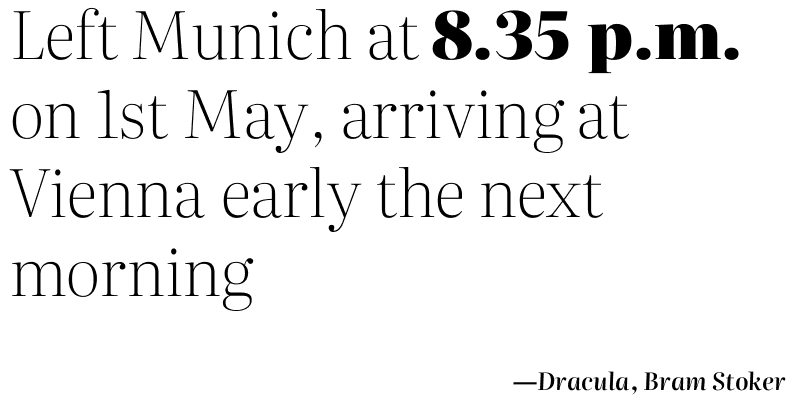 Left Munich at 8.35 p.m.
on 1st May, arriving at
Vienna early the next
morning
—Dracula, Bram Stoker